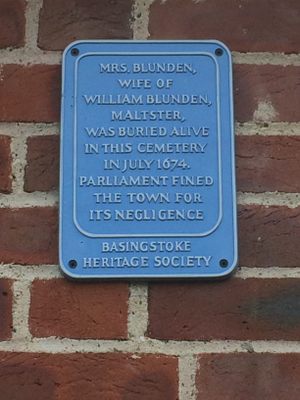 MRS. BLUNDEN,
WIFE OF
WILLIAM BLUNDEN,
MALTSTER,
WAS BURIED ALIVE
IN THIS CEMETERY
IN JULY 1674.
PARLIAMENT FINED
THE TOWN FOR
ITS NEGLIGENCE
BASINGSTOKE
HERITAGE SOCIETY